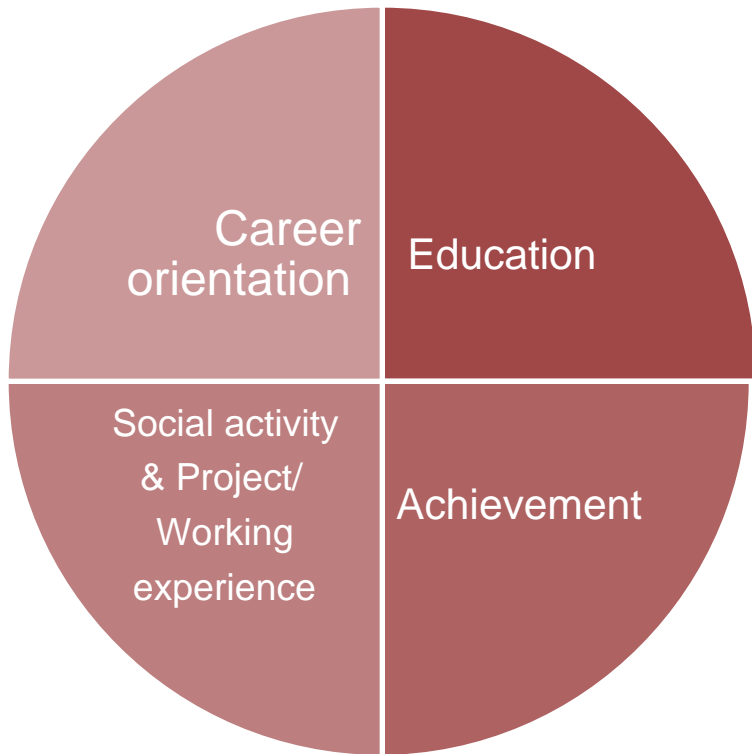 Career
orientation
Education
Social activity
& Project/
Working
experience
Achievement